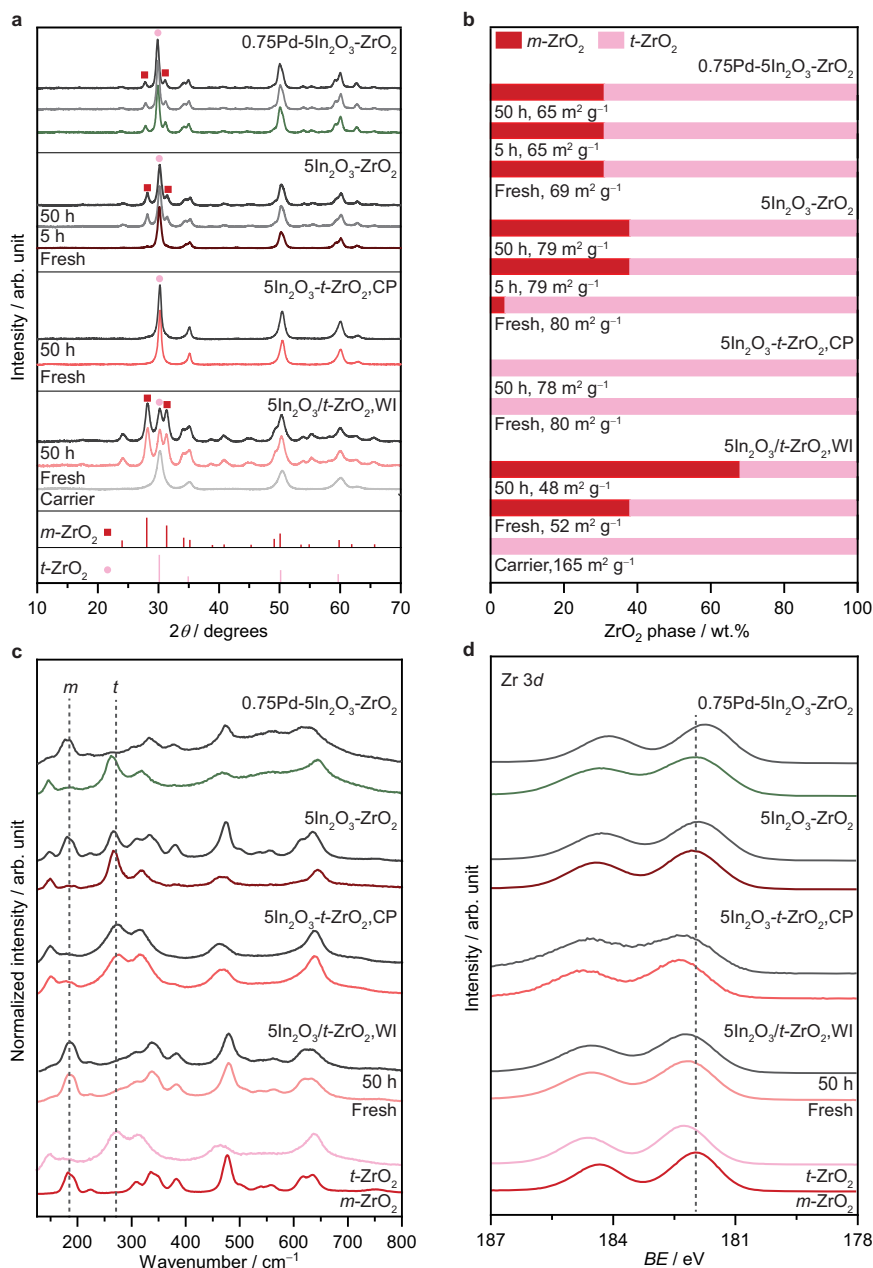 a
0.75Pd-5In₂O₃-ZrO₂
5In₂O₃-ZrO₂
50 h
5 h
Fresh
5In₂O₃-t-ZrO₂,CP
50 h
Fresh
5In₂O₃/t-ZrO₂,WI
50 h
Fresh
Carrier
m-ZrO₂
t-ZrO₂
10 20 30 40 50 60 70
2θ / degrees
Intensity / arb. unit
b
m-ZrO₂ t-ZrO₂
0.75Pd-5In₂O₃-ZrO₂
50 h, 65 m² g⁻¹
5 h, 65 m² g⁻¹
Fresh, 69 m² g⁻¹
5In₂O₃-ZrO₂
50 h, 79 m² g⁻¹
5 h, 79 m² g⁻¹
Fresh, 80 m² g⁻¹
5In₂O₃-t-ZrO₂,CP
50 h, 78 m² g⁻¹
Fresh, 80 m² g⁻¹
5In₂O₃/t-ZrO₂,WI
50 h, 48 m² g⁻¹
Fresh, 52 m² g⁻¹
Carrier,165 m² g⁻¹
0 20 40 60 80 100
ZrO₂ phase / wt.%
c
m t
0.75Pd-5In₂O₃-ZrO₂
5In₂O₃-ZrO₂
5In₂O₃-t-ZrO₂,CP
5In₂O₃/t-ZrO₂,WI
50 h
Fresh
t-ZrO₂
m-ZrO₂
200 300 400 500 600 700 800
Wavenumber / cm⁻¹
Normalized intensity / arb. unit
d
Zr 3d
0.75Pd-5In₂O₃-ZrO₂
5In₂O₃-ZrO₂
5In₂O₃-t-ZrO₂,CP
5In₂O₃/t-ZrO₂,WI
50 h
Fresh
t-ZrO₂
m-ZrO₂
187 184 181 178
BE / eV
Intensity / arb. unit